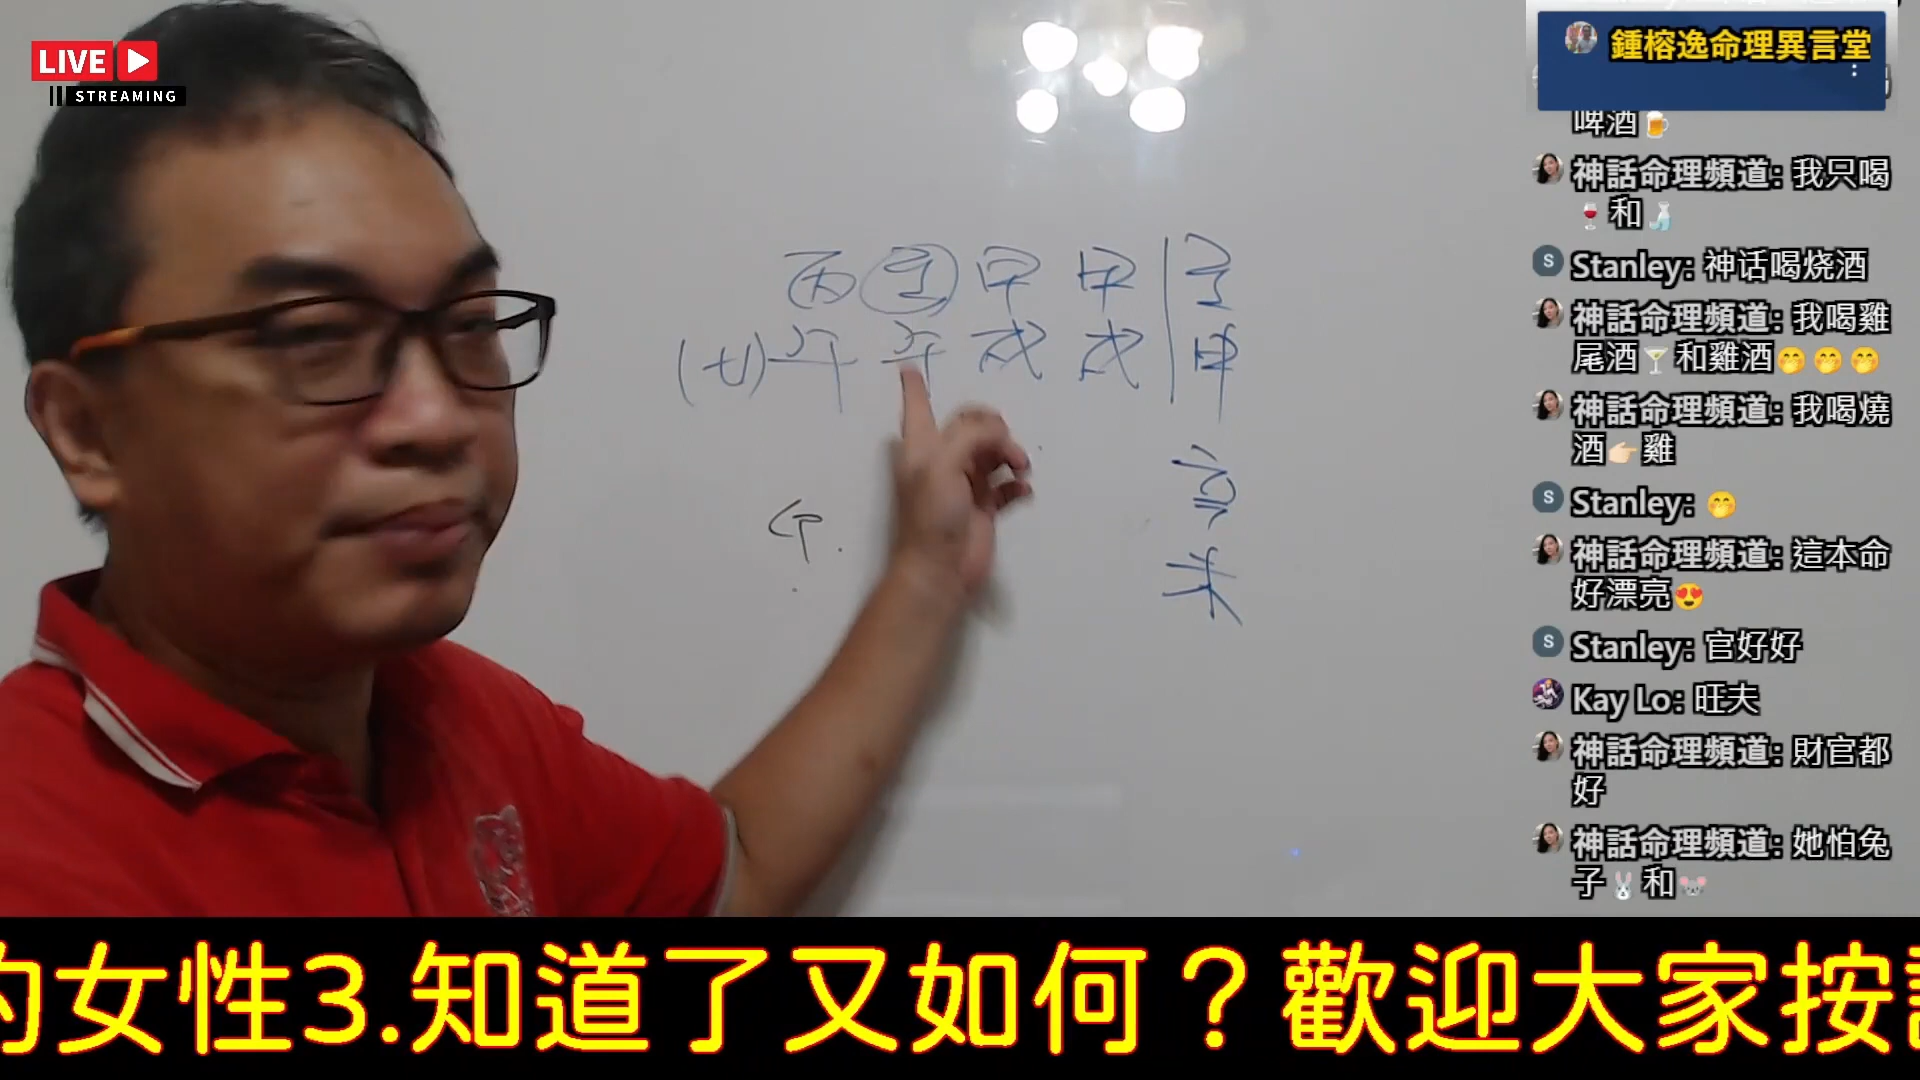 LIVE
STREAMING
鍾榕逸命理異言堂
啤酒🍺
神話命理頻道: 我只喝
🍷和🍶
Stanley: 神话喝烧酒
神話命理頻道: 我喝雞
尾酒🍸和雞酒🤭🤭🤭
神話命理頻道: 我喝燒
酒👉🏻雞
Stanley: 🤭
神話命理頻道: 這本命
好漂亮😍
Stanley: 官好好
Kay Lo: 旺夫
神話命理頻道: 財官都
好
神話命理頻道: 她怕兔
子🐰和🐭
丙 壬 甲 甲 壬
(女) 午 午 戌 戌 申
的女性3.知道了又如何？歡迎大家按